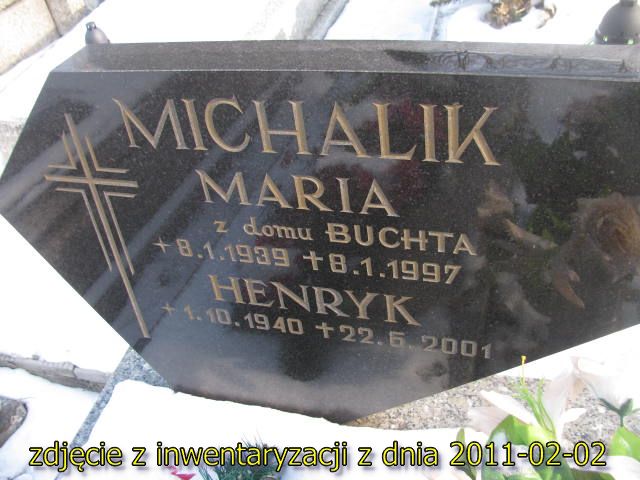 MICHALIK
MARIA
z domu BUCHTA
+8.1.1939 +8.1.1997
HENRYK
+1.10.1940 +22.6.2001
zdjęcie z inwentaryzacji z dnia 2011-02-02